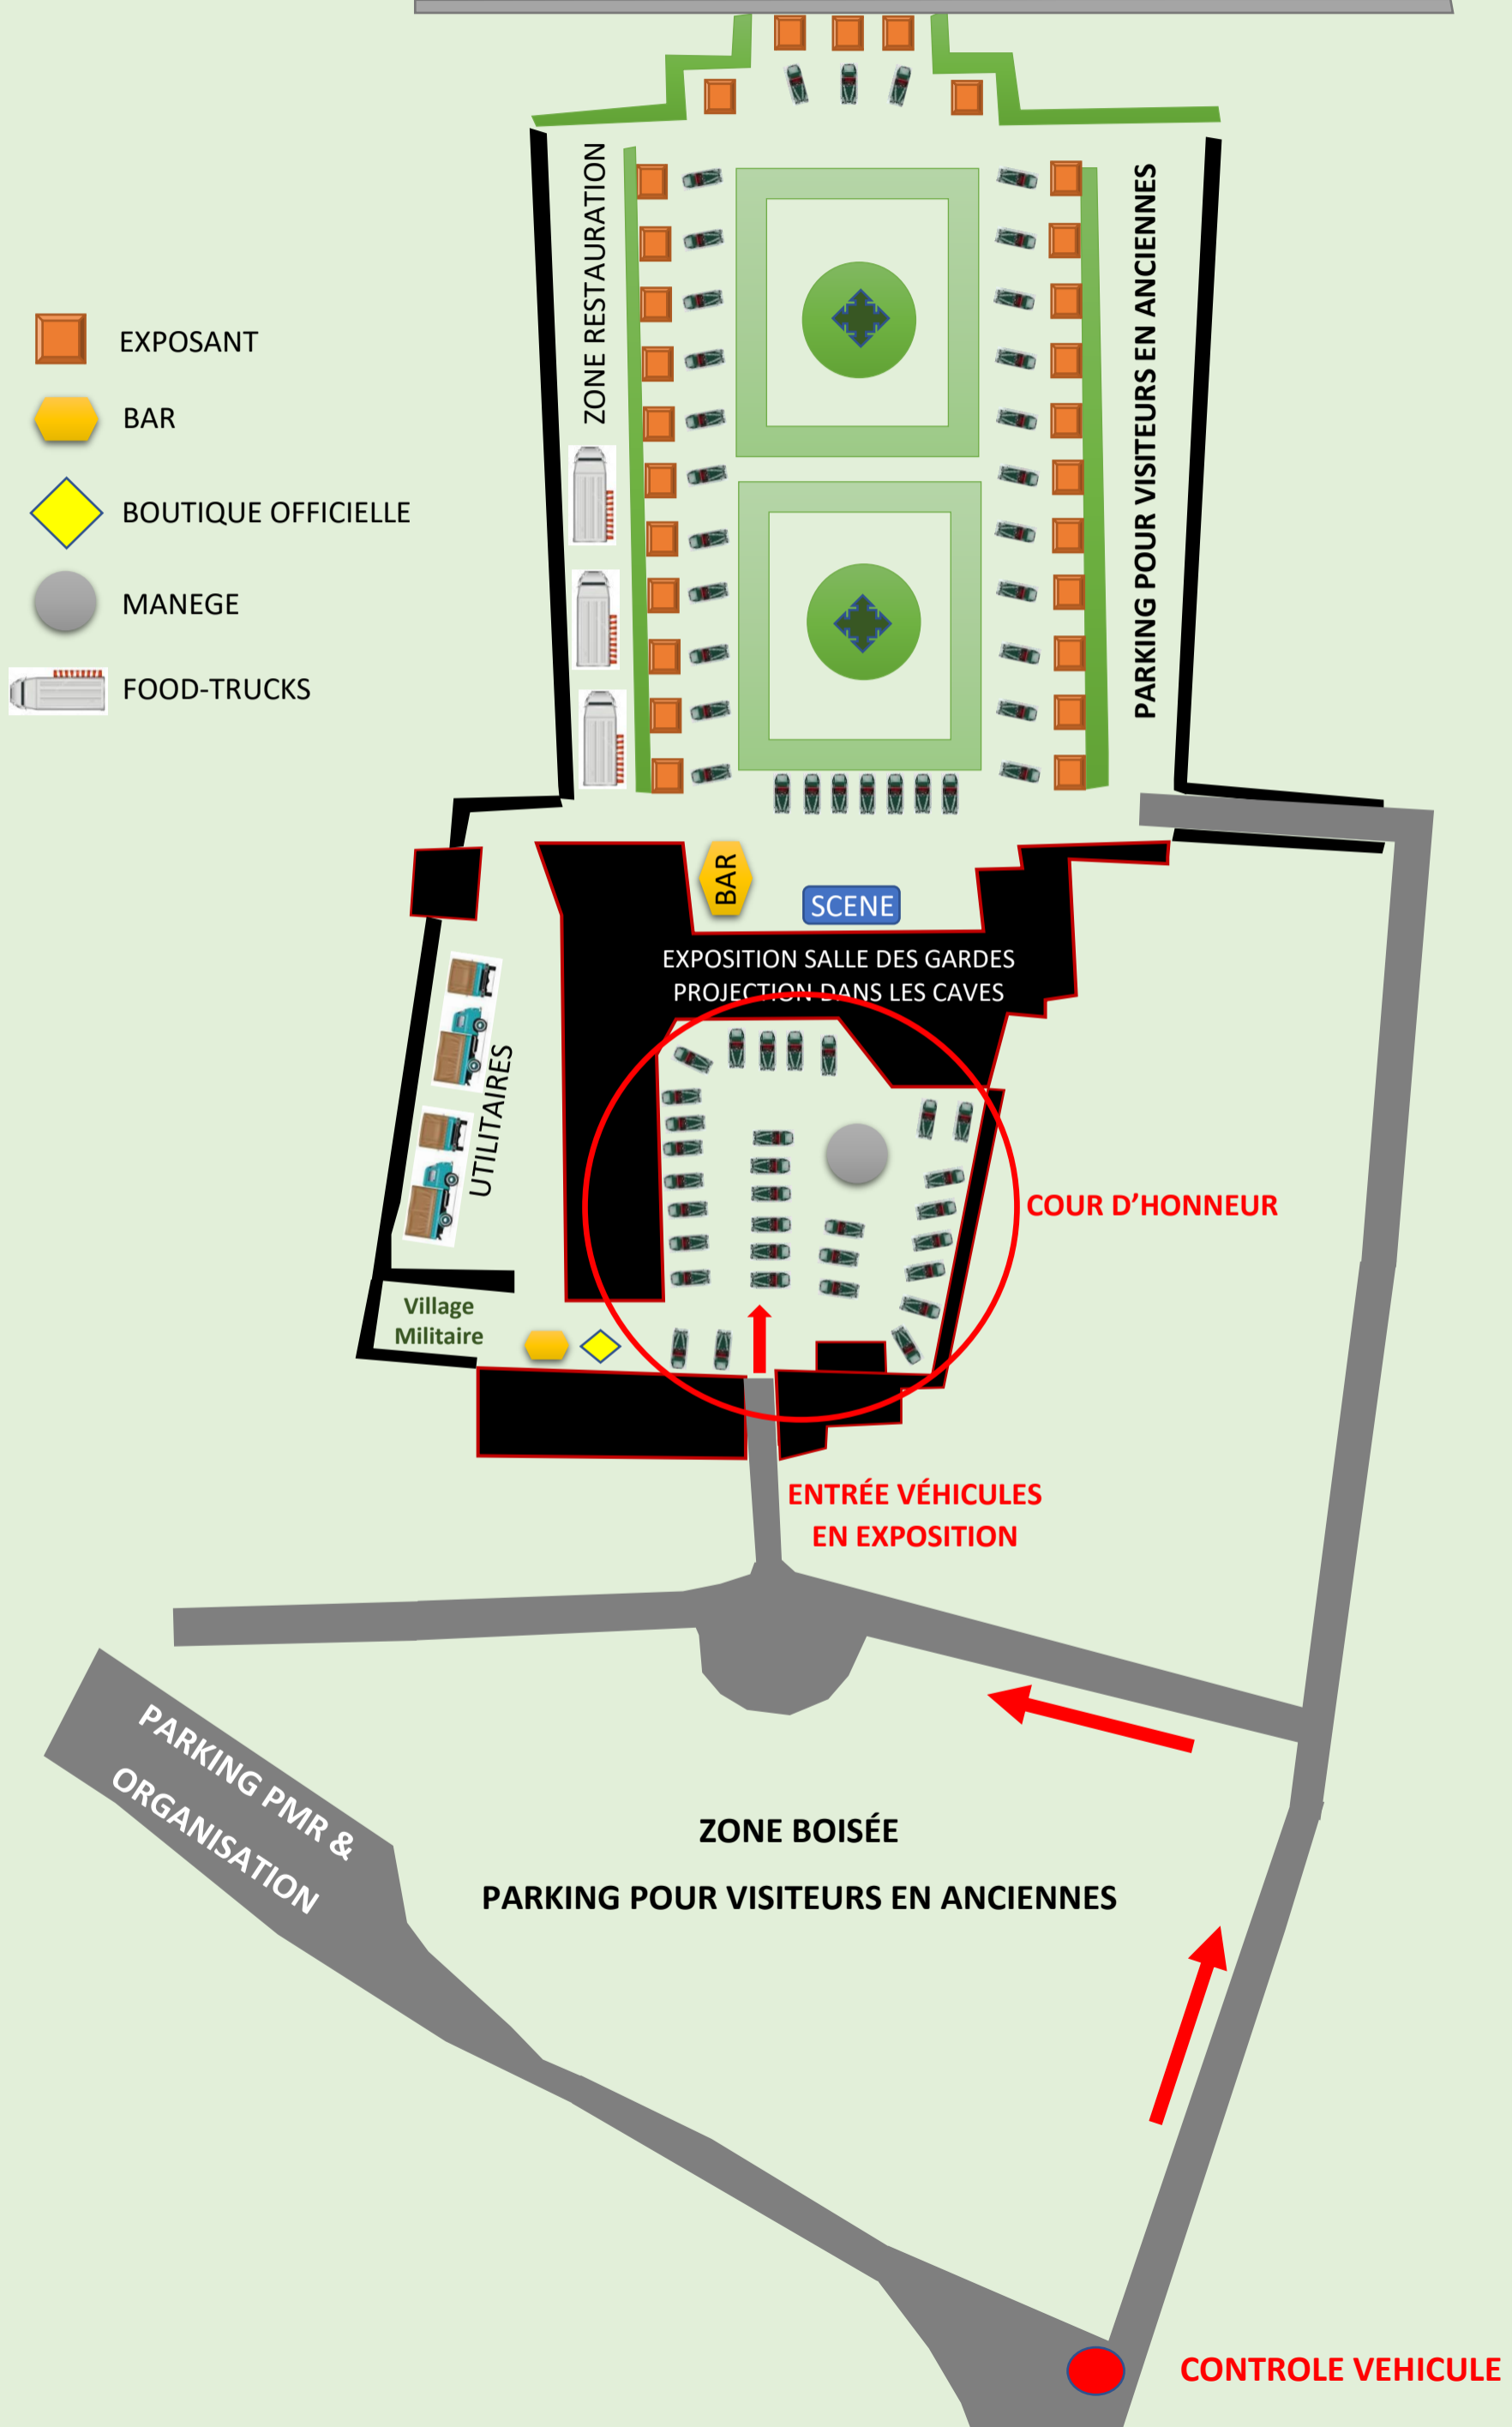 ZONE RESTAURATION
PARKING POUR VISITEURS EN ANCIENNES
EXPOSANT
BAR
BOUTIQUE OFFICIELLE
MANEGE
FOOD-TRUCKS
BAR
SCENE
EXPOSITION SALLE DES GARDES
PROJECTION DANS LES CAVES
UTILITAIRES
COUR D’HONNEUR
Village
Militaire
ENTRÉE VÉHICULES
EN EXPOSITION
PARKING PMR &
ORGANISATION
ZONE BOISÉE
PARKING POUR VISITEURS EN ANCIENNES
CONTROLE VEHICULE